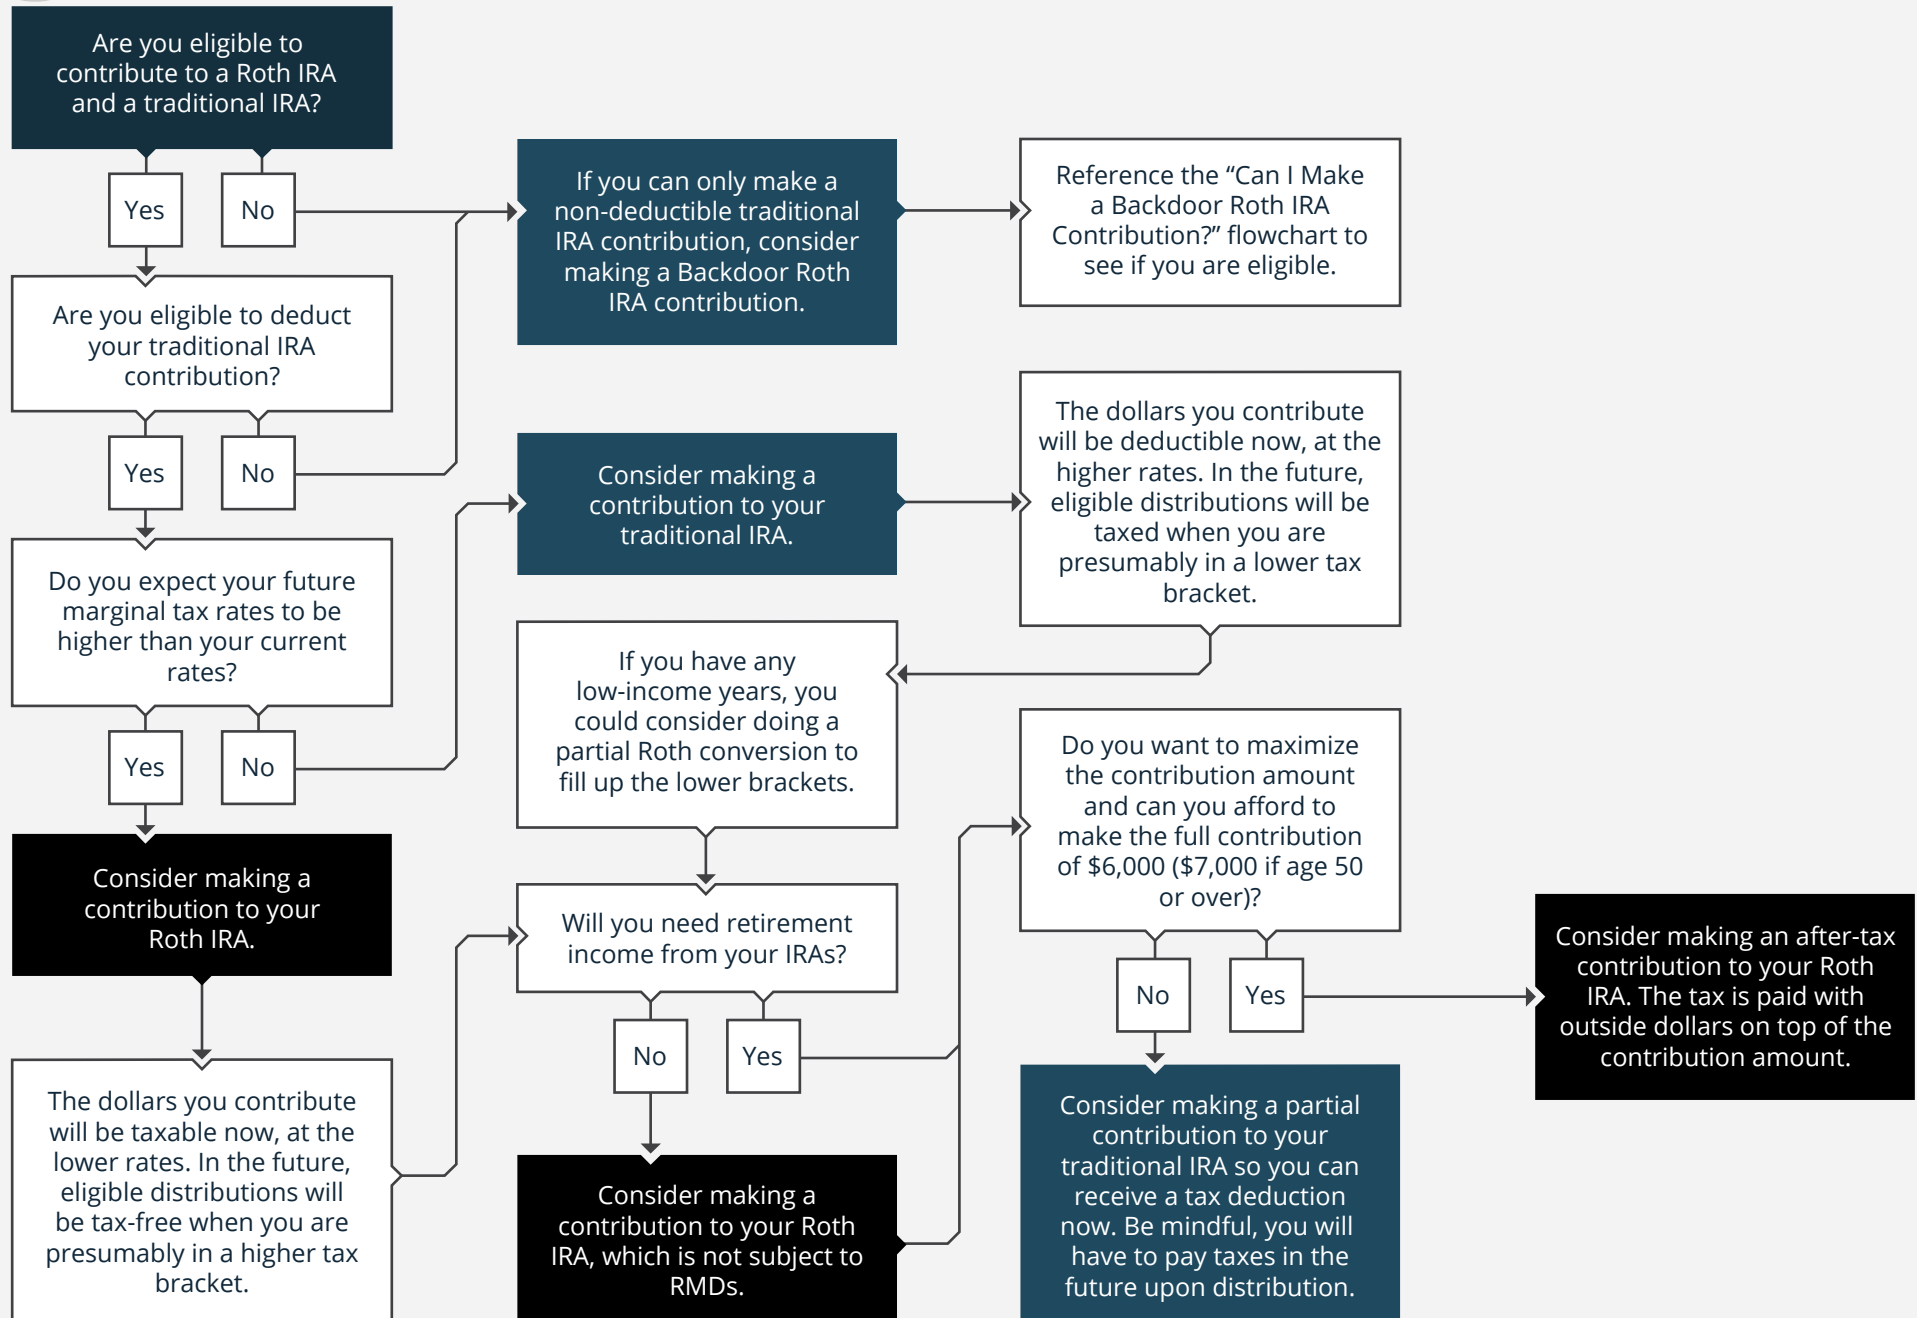 Are you eligible to
contribute to a Roth IRA
and a traditional IRA?
Yes
No
If you can only make a
non-deductible traditional
IRA contribution, consider
making a Backdoor Roth
IRA contribution.
Reference the “Can I Make
a Backdoor Roth IRA
Contribution?” flowchart to
see if you are eligible.
Are you eligible to deduct
your traditional IRA
contribution?
Yes
No
Consider making a
contribution to your
traditional IRA.
The dollars you contribute
will be deductible now, at the
higher rates. In the future,
eligible distributions will be
taxed when you are
presumably in a lower tax
bracket.
Do you expect your future
marginal tax rates to be
higher than your current
rates?
Yes
No
If you have any
low-income years, you
could consider doing a
partial Roth conversion to
fill up the lower brackets.
Consider making a
contribution to your
Roth IRA.
The dollars you contribute
will be taxable now, at the
lower rates. In the future,
eligible distributions will
be tax-free when you are
presumably in a higher tax
bracket.
Will you need retirement
income from your IRAs?
No
Yes
Consider making a
contribution to your Roth
IRA, which is not subject to
RMDs.
Do you want to maximize
the contribution amount
and can you afford to
make the full contribution
of $6,000 ($7,000 if age 50
or over)?
No
Yes
Consider making a partial
contribution to your
traditional IRA so you can
receive a tax deduction
now. Be mindful, you will
have to pay taxes in the
future upon distribution.
Consider making an after-tax
contribution to your Roth
IRA. The tax is paid with
outside dollars on top of the
contribution amount.